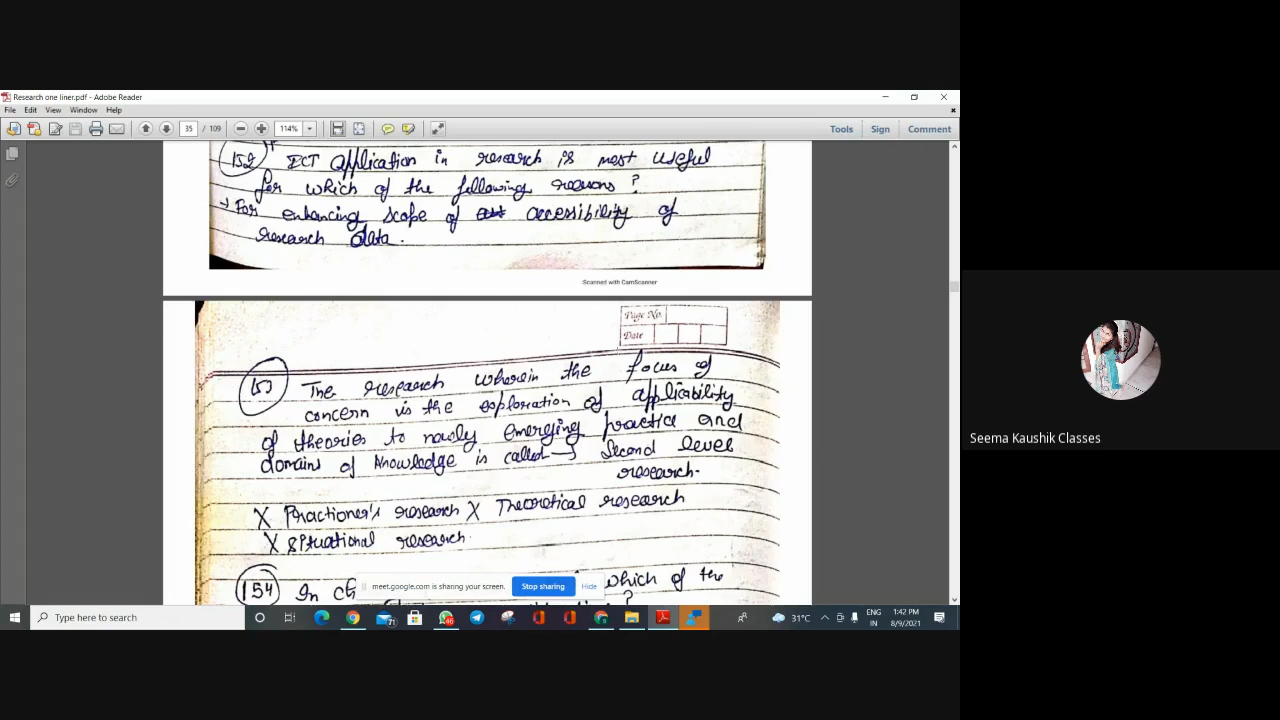 Research one liner.pdf - Adobe Reader
File Edit View Window Help
35 / 109 114% Tools Sign Comment
152 ICT application in research is most useful
for which of the following reasons ?
→ For enhancing scope of accessibility of
research data.
Scanned with CamScanner
Page No.
Date
153 The research wherein the focus of
concern is the exploration of applicability
of theories to newly emerging practice and
domains of knowledge is called → Second level
research.
X Practioner's research X Theoretical research
X Situational research.
154 In which of the
?
meet.google.com is sharing your screen. Stop sharing Hide
Seema Kaushik Classes
Type here to search
71
46
31°C
ENG
IN
1:42 PM
8/9/2021